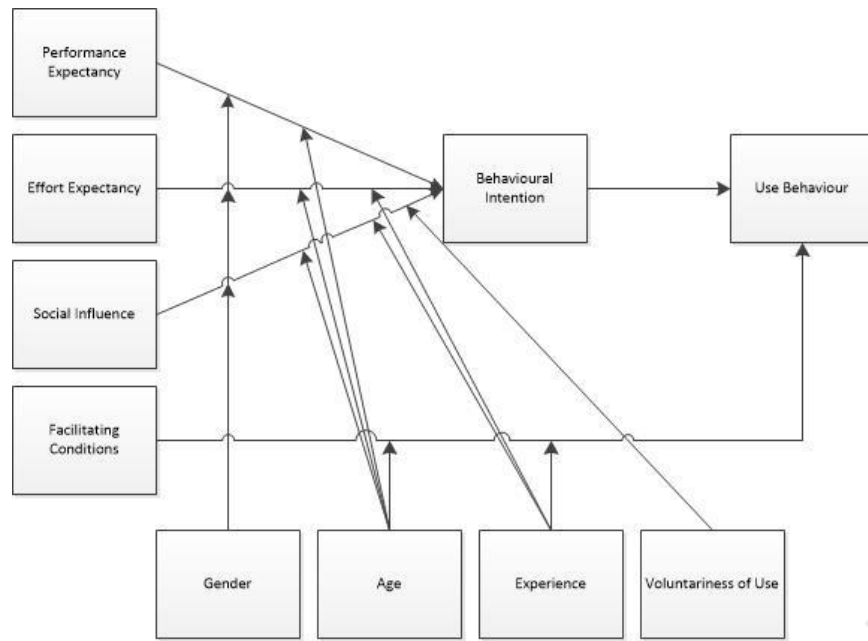 Performance
Expectancy
Effort Expectancy
Behavioural
Intention
Use Behaviour
Social Influence
Facilitating
Conditions
Gender
Age
Experience
Voluntariness of Use